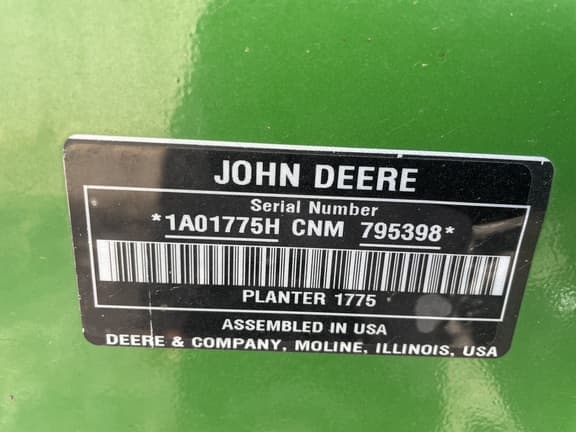 JOHN DEERE
Serial Number
*1A01775H CNM 795398*
PLANTER 1775
ASSEMBLED IN USA
DEERE & COMPANY, MOLINE, ILLINOIS, USA